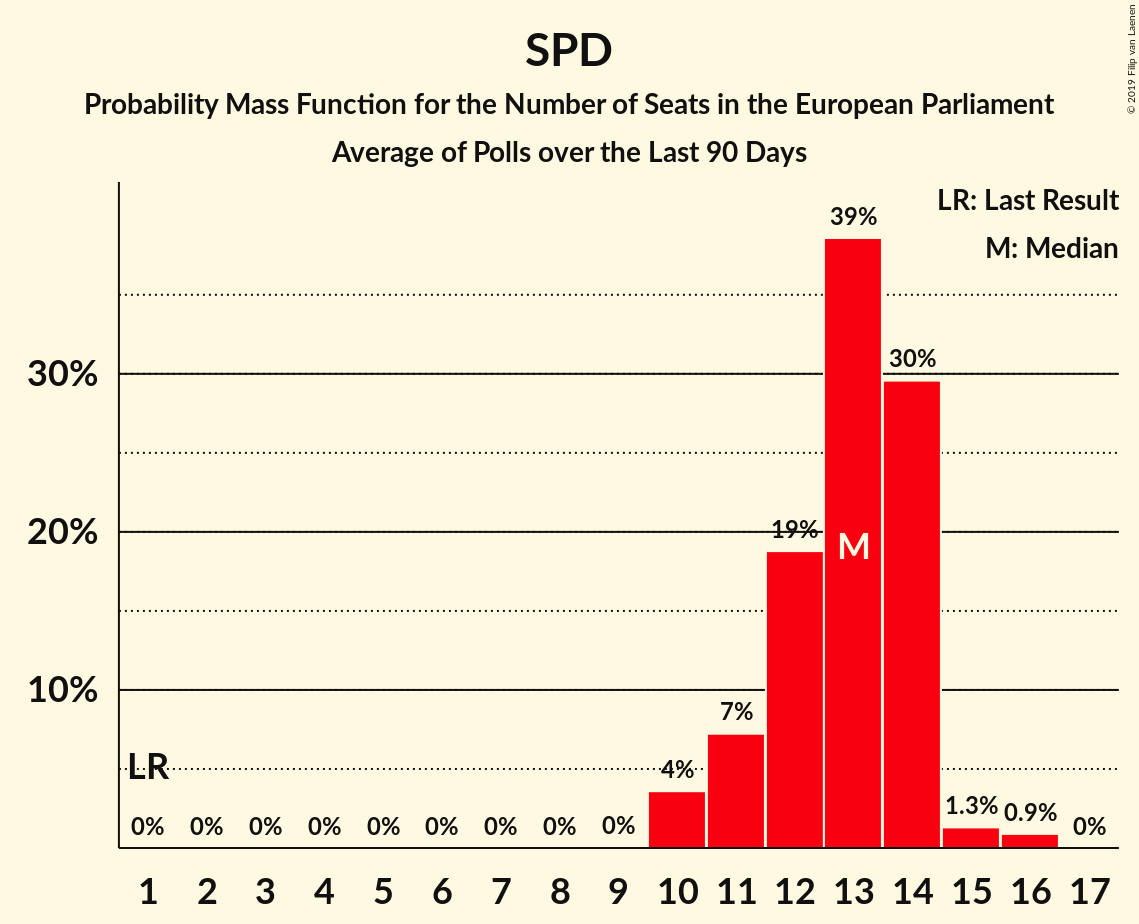 SPD
Probability Mass Function for the Number of Seats in the European Parliament
Average of Polls over the Last 90 Days
© 2019 Filip van Laenen
LR: Last Result
M: Median
39%
30%
30%
20%
19%
M
10%
7%
LR
4%
0% 0% 0% 0% 0% 0% 0% 0% 0% 1.3% 0.9% 0%
1 2 3 4 5 6 7 8 9 10 11 12 13 14 15 16 17